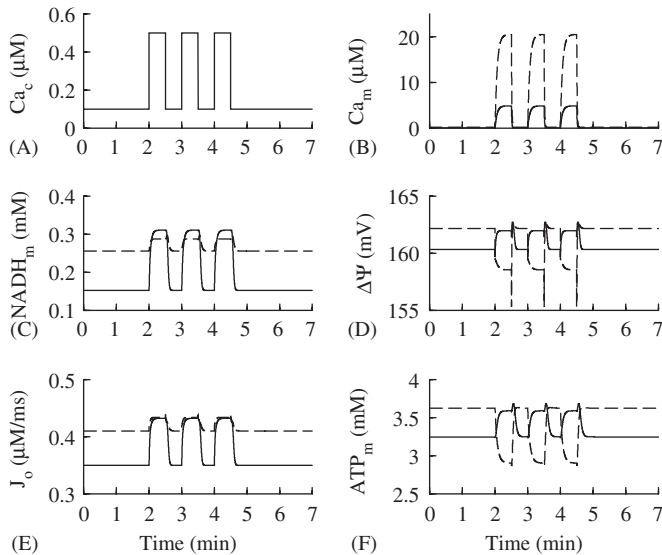 0.6
0.4
0.2
0
Ca_c (μM)
(A)
0 1 2 3 4 5 6 7
20
10
0
Ca_m (μM)
(B)
0 1 2 3 4 5 6 7
0.4
0.3
0.2
0.1
NADH_m (mM)
(C)
0 1 2 3 4 5 6 7
165
160
155
ΔΨ (mV)
(D)
0 1 2 3 4 5 6 7
0.5
0.4
0.3
J_o (μM/ms)
(E)
0 1 2 3 4 5 6 7
Time (min)
4
3.5
3
2.5
ATP_m (mM)
(F)
0 1 2 3 4 5 6 7
Time (min)